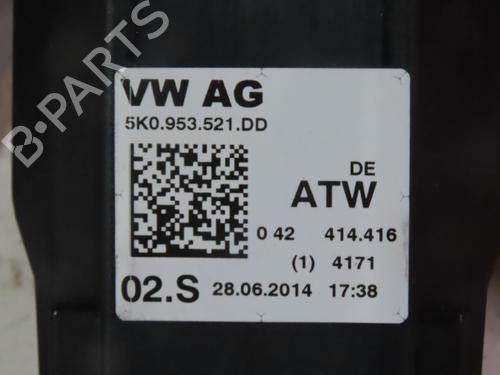 VW AG
5K0.953.521.DD
DE
ATW
0 42 414.416
(1) 4171
02.S 28.06.2014 17:38
B-PARTS